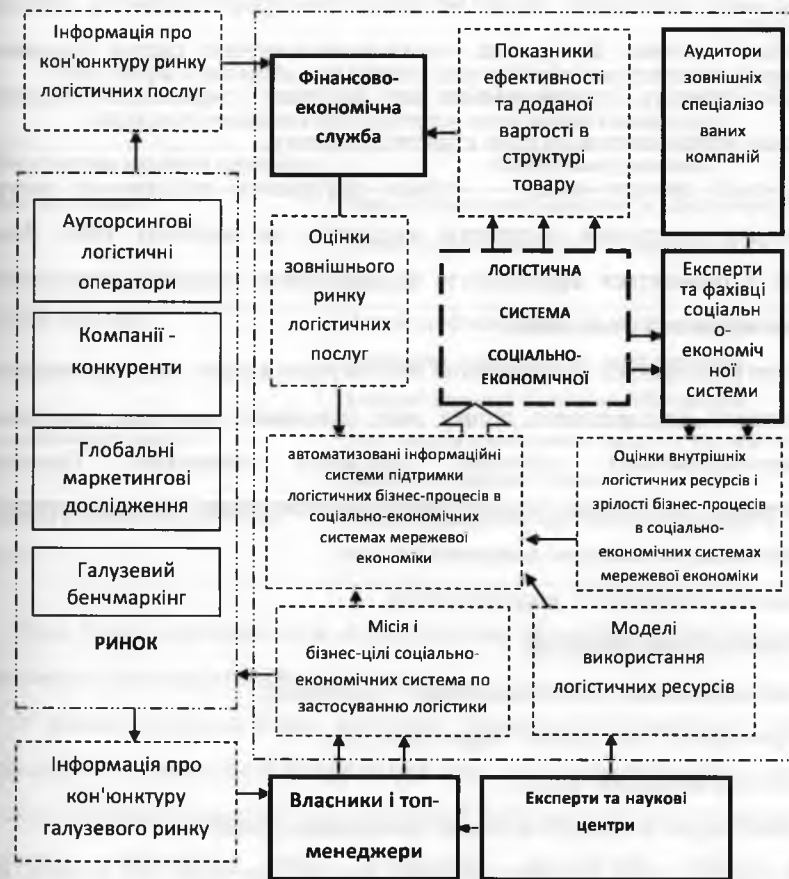 Інформація про
кон'юнктуру ринку
логістичних послуг
Фінансово-
економічна
служба
Показники
ефективності
та доданої
вартості в
структурі
товару
Аудитори
зовнішніх
спеціалізо
ваних
компаній
Аутсорсингові
логістичні
оператори
Компанії -
конкуренти
Глобальні
маркетингові
дослідження
Галузевий
бенчмаркінг
РИНОК
Оцінки
зовнішнього
ринку
логістичних
послуг
ЛОГІСТИЧНА
СИСТЕМА
СОЦІАЛЬНО-
ЕКОНОМІЧНОЇ
Експерти
та фахівці
соціальн
о-
економіч
ної
системи
автоматизовані інформаційні
системи підтримки
логістичних бізнес-процесів в
соціально-економічних
системах мережевої
економіки
Оцінки внутрішніх
логістичних ресурсів і
зрілості бізнес-процесів
в соціально-
економічних системах
мережевої економіки
Місія і
бізнес-цілі соціально-
економічних система по
застосуванню логістики
Моделі
використання
логістичних ресурсів
Інформація про
кон'юнктуру
галузевого ринку
Власники і топ-
менеджери
Експерти та наукові
центри